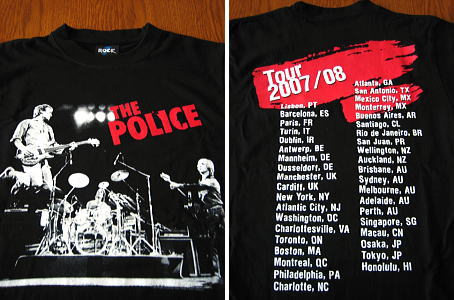 ROCK
THE
POLICE
Tour
2007/08
Lisbon, PT
Barcelona, ES
Paris, FR
Turin, IT
Dublin, IR
Antwerp, BE
Mannheim, DE
Dusseldorf, DE
Manchester, UK
Cardiff, UK
New York, NY
Atlantic City, NJ
Washington, DC
Charlottesville, VA
Toronto, ON
Boston, MA
Montreal, QC
Philadelphia, PA
Charlotte, NC
Atlanta, GA
San Antonio, TX
Mexico City, MX
Monterrey, MX
Buenos Aires, AR
Santiago, CL
Rio de Janeiro, BR
San Juan, PR
Wellington, NZ
Auckland, NZ
Brisbane, AU
Sydney, AU
Melbourne, AU
Adelaide, AU
Perth, AU
Singapore, SG
Macau, CN
Osaka, JP
Tokyo, JP
Honolulu, HI